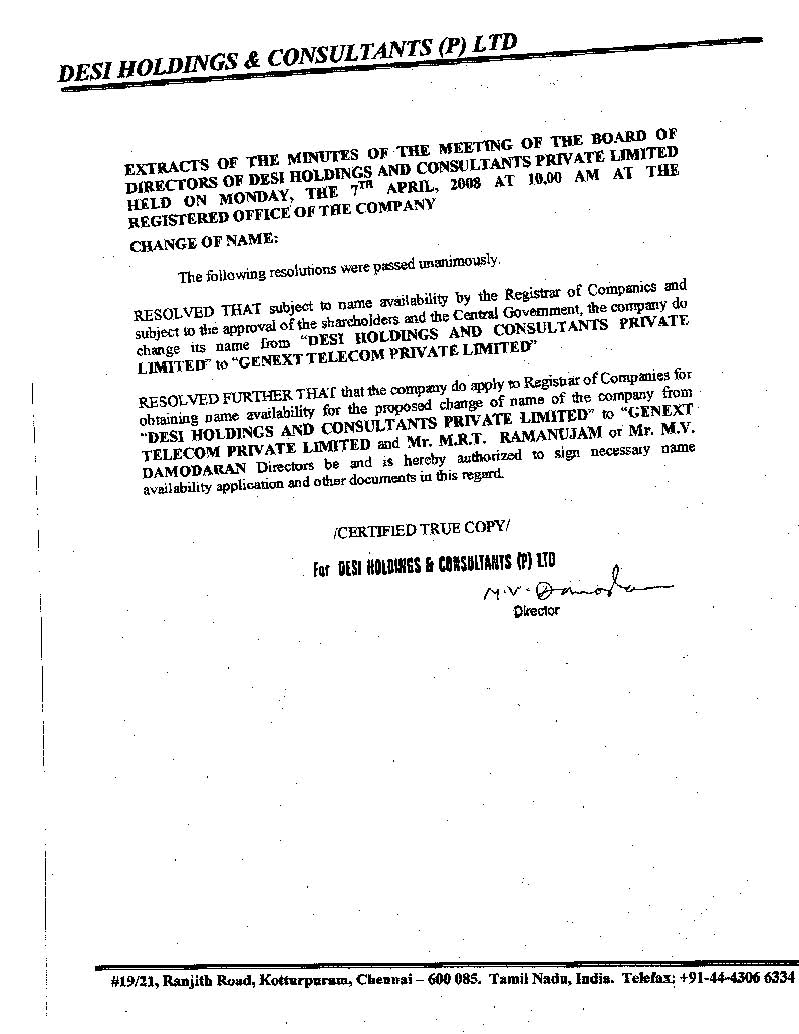 DESI HOLDINGS & CONSULTANTS (P) LTD
EXTRACTS OF THE MINUTES OF THE MEETING OF THE BOARD OF
DIRECTORS OF DESI HOLDINGS AND CONSULTANTS PRIVATE LIMITED
HELD ON MONDAY, THE 7TH APRIL, 2008 AT 10.00 AM AT THE
REGISTERED OFFICE OF THE COMPANY
CHANGE OF NAME:
The following resolutions were passed unanimously.
RESOLVED THAT subject to name availability by the Registrar of Companies and
subject to the approval of the shareholders and the Central Government, the company do
change its name from "DESI HOLDINGS AND CONSULTANTS PRIVATE
LIMITED" to "GENEXT TELECOM PRIVATE LIMITED"
RESOLVED FURTHER THAT that the company do apply to Registrar of Companies for
obtaining name availability for the proposed change of name of the company from
"DESI HOLDINGS AND CONSULTANTS PRIVATE LIMITED" to "GENEXT
TELECOM PRIVATE LIMITED and Mr. M.R.T. RAMANUJAM or Mr. M.V.
DAMODARAN Directors be and is hereby authorized to sign necessary name
availability application and other documents in this regard.
/CERTIFIED TRUE COPY/
For DESI HOLDINGS & CONSULTANTS (P) LTD
M.V. Damoda
Director
#19/21, Ranjith Road, Kotturpuram, Chennai – 600 085. Tamil Nadu, India. Telefax; +91-44-4306 6334